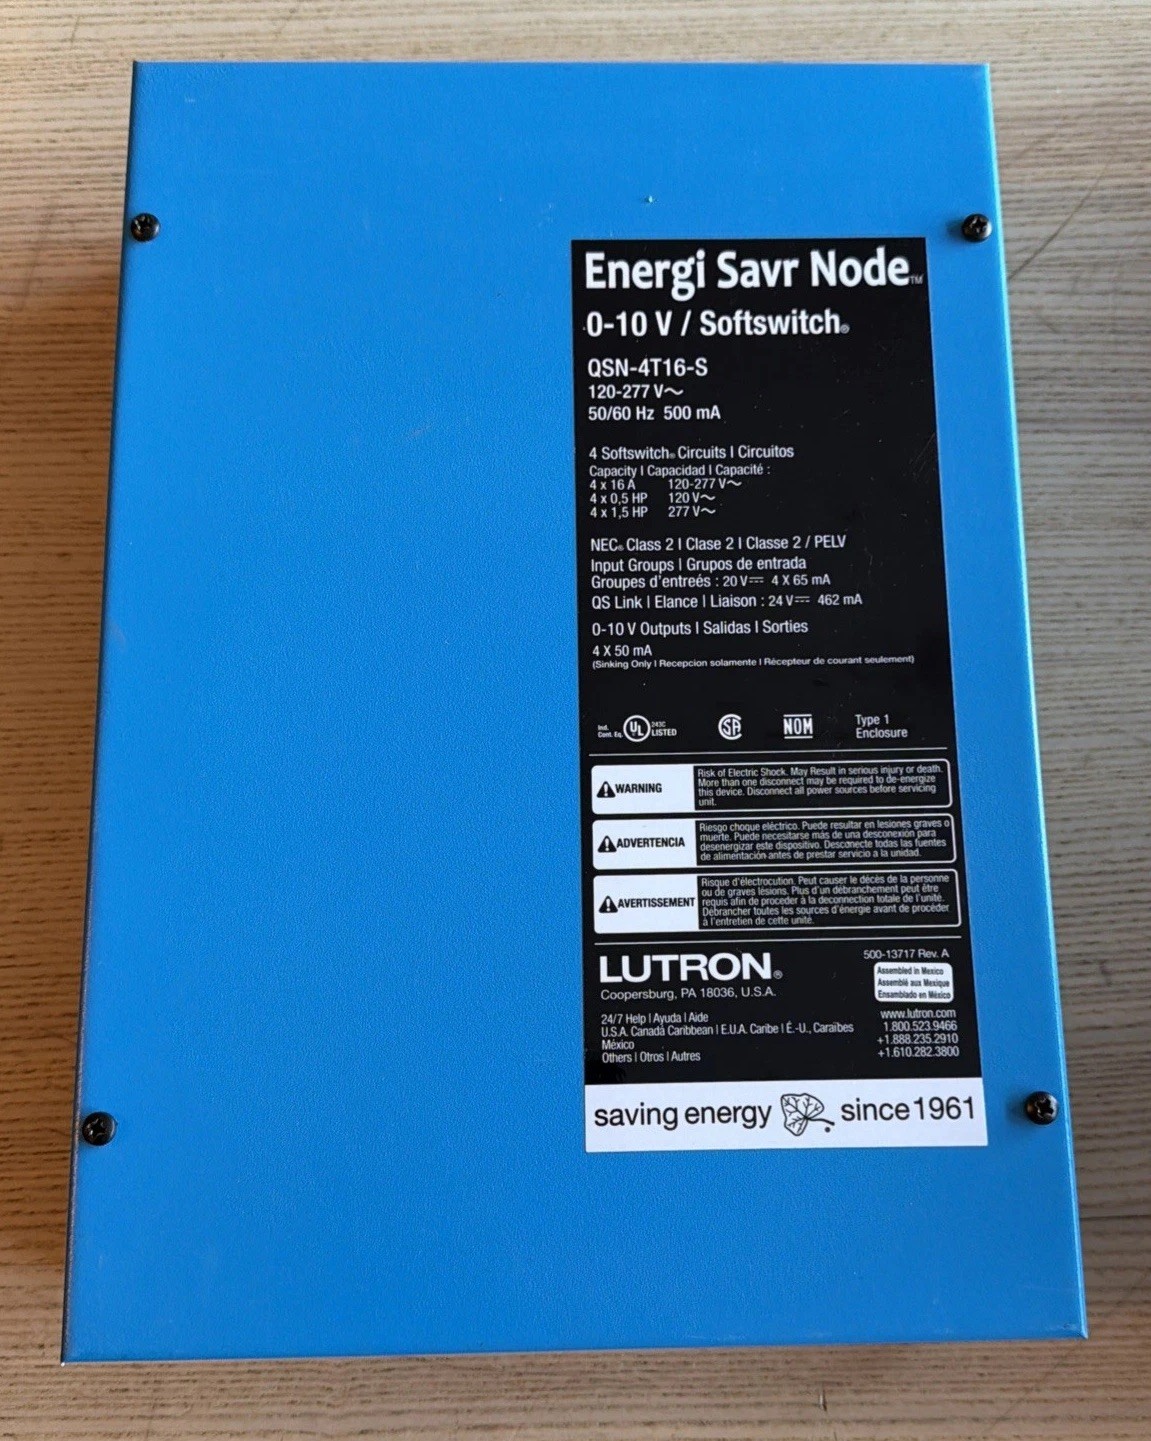 Energi Savr Node™
0-10 V / Softswitch®
QSN-4T16-S
120-277 V~
50/60 Hz 500 mA
4 Softswitch® Circuits | Circuitos
Capacity | Capacidad | Capacité :
4 x 16 A 120-277 V~
4 x 0,5 HP 120 V~
4 x 1,5 HP 277 V~
NEC® Class 2 | Clase 2 | Classe 2 / PELV
Input Groups | Grupos de entrada
Groupes d'entreés : 20 V⎓ 4 X 65 mA
QS Link | Elance | Liaison : 24 V⎓ 462 mA
0-10 V Outputs | Salidas | Sorties
4 X 50 mA
(Sinking Only | Recepcion solamente | Récepteur de courant seulement)
Ind. Cont. Eq. UL 243C LISTED SA NOM Type 1
Enclosure
WARNING
Risk of Electric Shock. May Result in serious injury or death.
More than one disconnect may be required to de-energize
this device. Disconnect all power sources before servicing
unit.
ADVERTENCIA
Riesgo choque eléctrico. Puede resultar en lesiones graves o
muerte. Puede necesitarse más de una desconexión para
desenergizar este dispositivo. Desconecte todas las fuentes
de alimentación antes de prestar servicio a la unidad.
AVERTISSEMENT
Risque d'électrocution. Peut causer le décès de la personne
ou de graves lésions. Plus d'un débranchement peut être
requis afin de proceder à la deconnection totale de l'unité.
Débrancher toutes les sources d'énergie avant de procéder
à l'entretien de cette unité.
LUTRON®
Coopersburg, PA 18036, U.S.A.
500-13717 Rev. A
Assembled in Mexico
Assemblé aux Mexique
Ensamblado en México
24/7 Help | Ayuda | Aide www.lutron.com
U.S.A. Canadá Caribbean | E.U.A. Caribe | É.-U., Caraïbes 1.800.523.9466
México +1.888.235.2910
Others | Otros | Autres +1.610.282.3800
saving energy since 1961